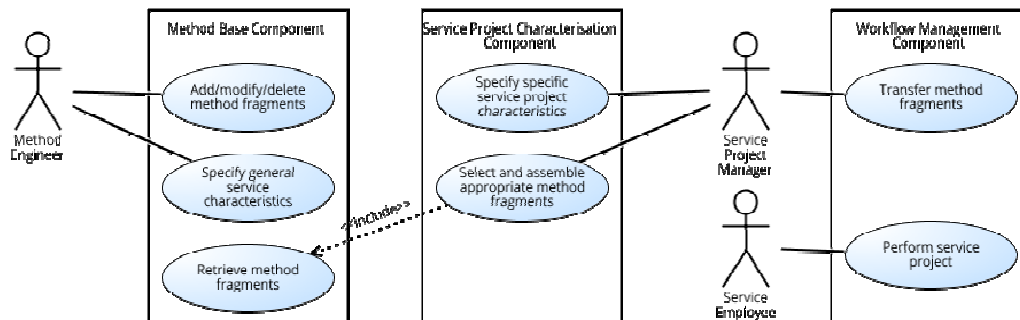 Method Base Component
Service Project Characterisation
Component
Workflow Management
Component
Add/modify/delete
method fragments
Specify specific
service project
characteristics
Transfer method
fragments
Method
Engineer
Service
Project
Manager
Specify general
service
characteristics
Select and assemble
appropriate method
fragments
<<include>>
Retrieve method
fragments
Perform service
project
Service
Employee